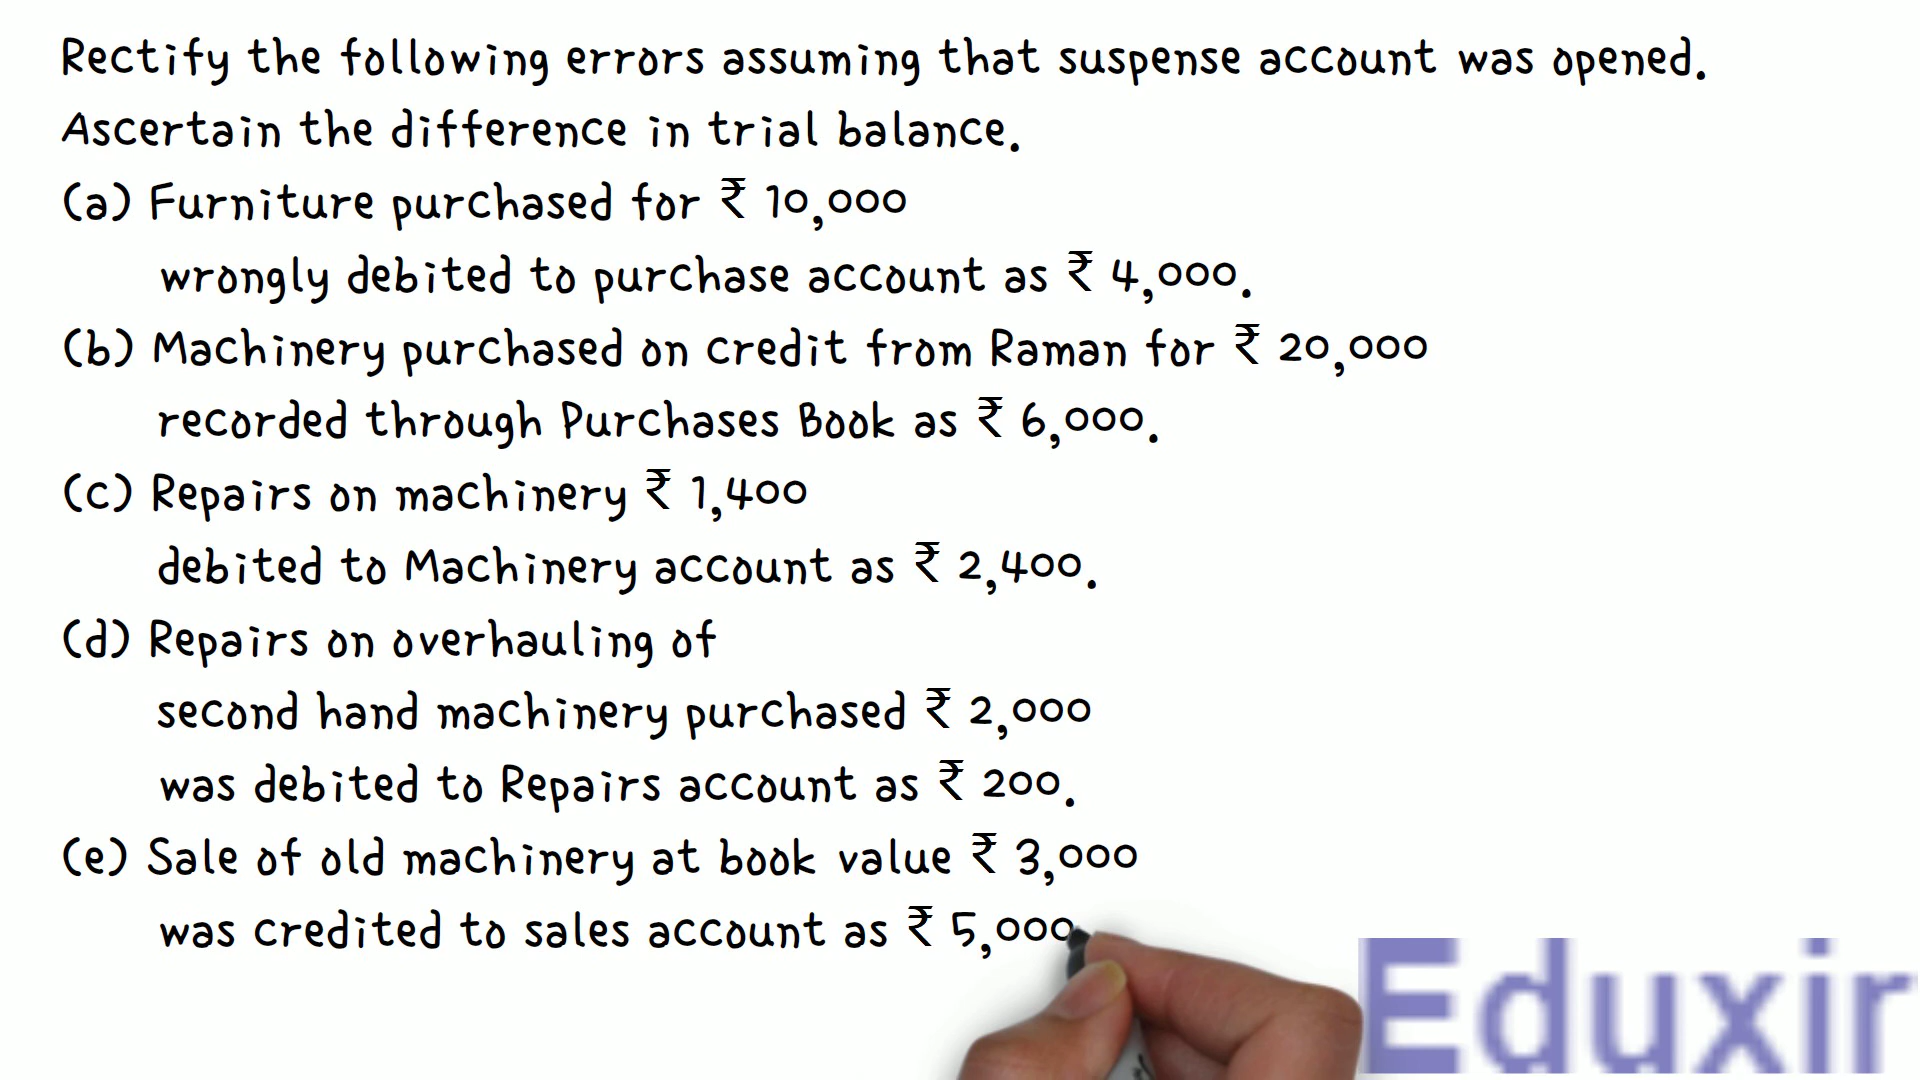 Rectify the following errors assuming that suspense account was opened.
Ascertain the difference in trial balance.
(a) Furniture purchased for ₹ 10,000
wrongly debited to purchase account as ₹ 4,000.
(b) Machinery purchased on credit from Raman for ₹ 20,000
recorded through Purchases Book as ₹ 6,000.
(c) Repairs on machinery ₹ 1,400
debited to Machinery account as ₹ 2,400.
(d) Repairs on overhauling of
second hand machinery purchased ₹ 2,000
was debited to Repairs account as ₹ 200.
(e) Sale of old machinery at book value ₹ 3,000
was credited to sales account as ₹ 5,000
Eduxir